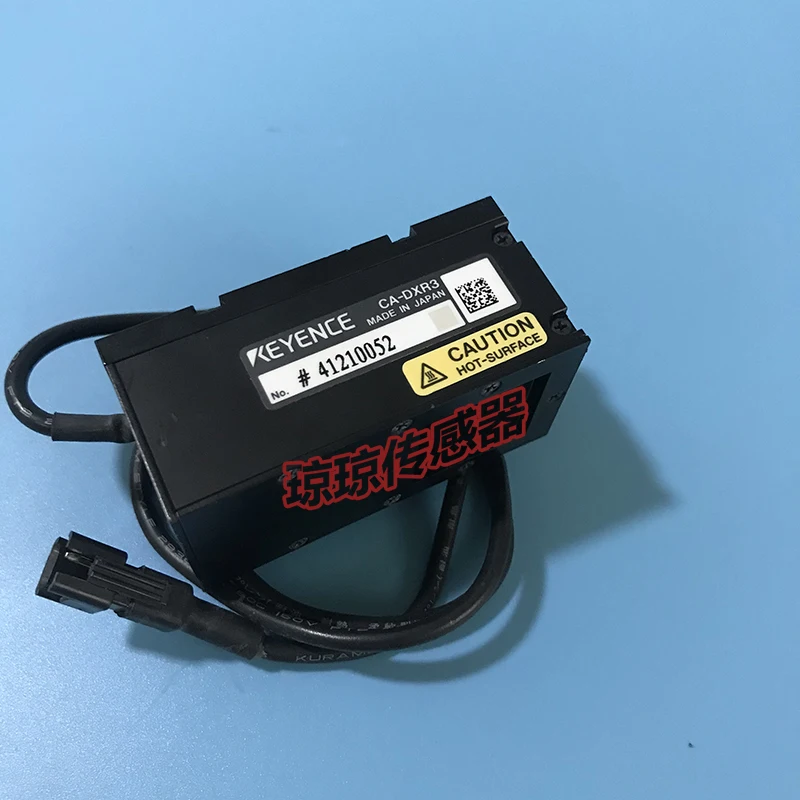 KEYENCE
CA-DXR3
MADE IN JAPAN
No. # 41210052
CAUTION
HOT-SURFACE
琼琼传感器